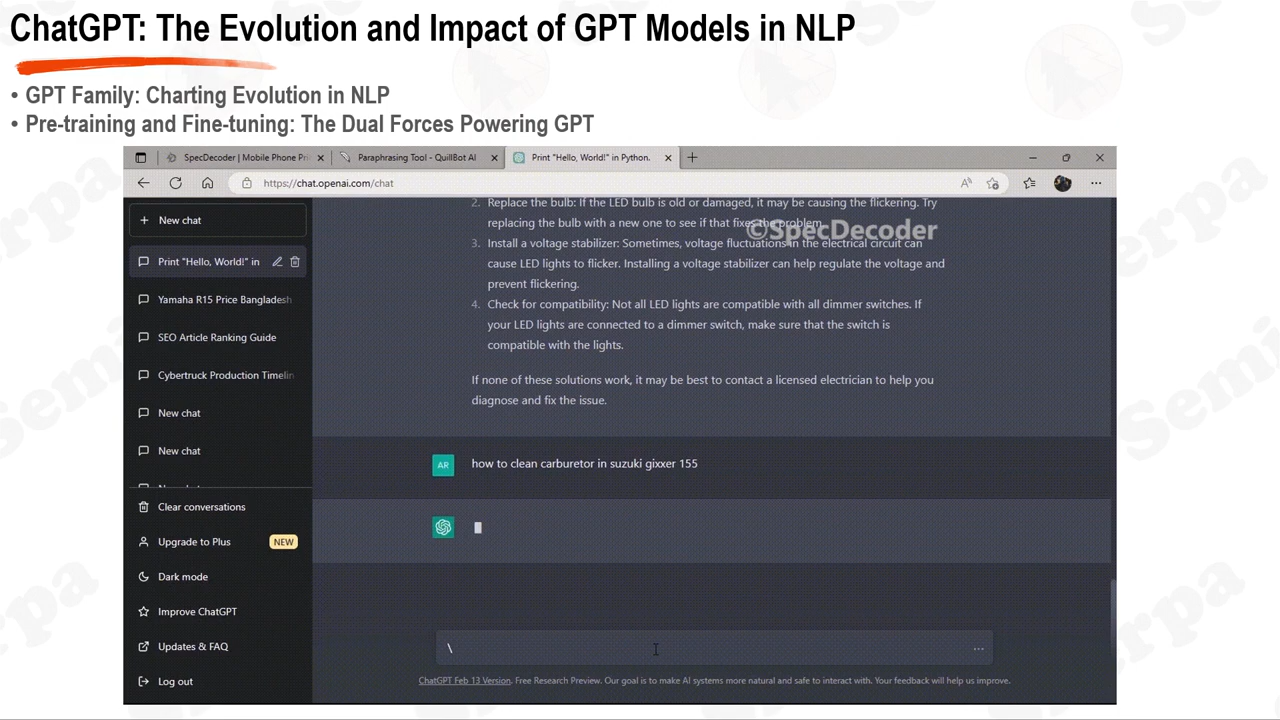 ChatGPT: The Evolution and Impact of GPT Models in NLP
• GPT Family: Charting Evolution in NLP
• Pre-training and Fine-tuning: The Dual Forces Powering GPT
SpecDecoder | Mobile Phone Pri
Paraphrasing Tool - QuillBot AI
Print "Hello, World!" in Python.
https://chat.openai.com/chat
New chat
Print "Hello, World!" in
Yamaha R15 Price Bangladesh
SEO Article Ranking Guide
Cybertruck Production Timelin
New chat
New chat
Clear conversations
Upgrade to Plus NEW
Dark mode
Improve ChatGPT
Updates & FAQ
Log out
2. Replace the bulb: If the LED bulb is old or damaged, it may be causing the flickering. Try
replacing the bulb with a new one to see if that fixes the problem.
©SpecDecoder
3. Install a voltage stabilizer: Sometimes, voltage fluctuations in the electrical circuit can
cause LED lights to flicker. Installing a voltage stabilizer can help regulate the voltage and
prevent flickering.
4. Check for compatibility: Not all LED lights are compatible with all dimmer switches. If
your LED lights are connected to a dimmer switch, make sure that the switch is
compatible with the lights.
If none of these solutions work, it may be best to contact a licensed electrician to help you
diagnose and fix the issue.
AR how to clean carburetor in suzuki gixxer 155
\
ChatGPT Feb 13 Version. Free Research Preview. Our goal is to make AI systems more natural and safe to interact with. Your feedback will help us improve.